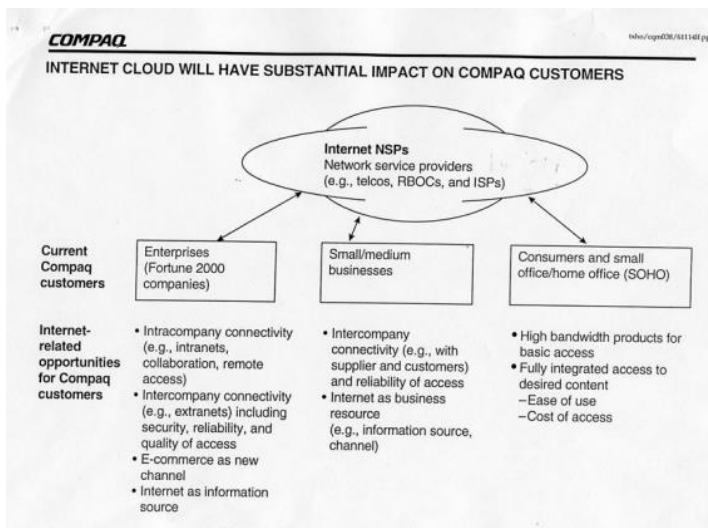 COMPAQ
INTERNET CLOUD WILL HAVE SUBSTANTIAL IMPACT ON COMPAQ CUSTOMERS
Internet NSPs
Network service providers
(e.g., telcos, RBOCs, and ISPs)
Current
Compaq
customers
Enterprises
(Fortune 2000
companies)
Small/medium
businesses
Consumers and small
office/home office (SOHO)
Internet-
related
opportunities
for Compaq
customers
• Intracompany connectivity
(e.g., intranets,
collaboration, remote
access)
• Intercompany connectivity
(e.g., extranets) including
security, reliability, and
quality of access
• E-commerce as new
channel
• Internet as information
source
• Intercompany
connectivity (e.g., with
supplier and customers)
and reliability of access
• Internet as business
resource
(e.g., information source,
channel)
• High bandwidth products for
basic access
• Fully integrated access to
desired content
–Ease of use
–Cost of access